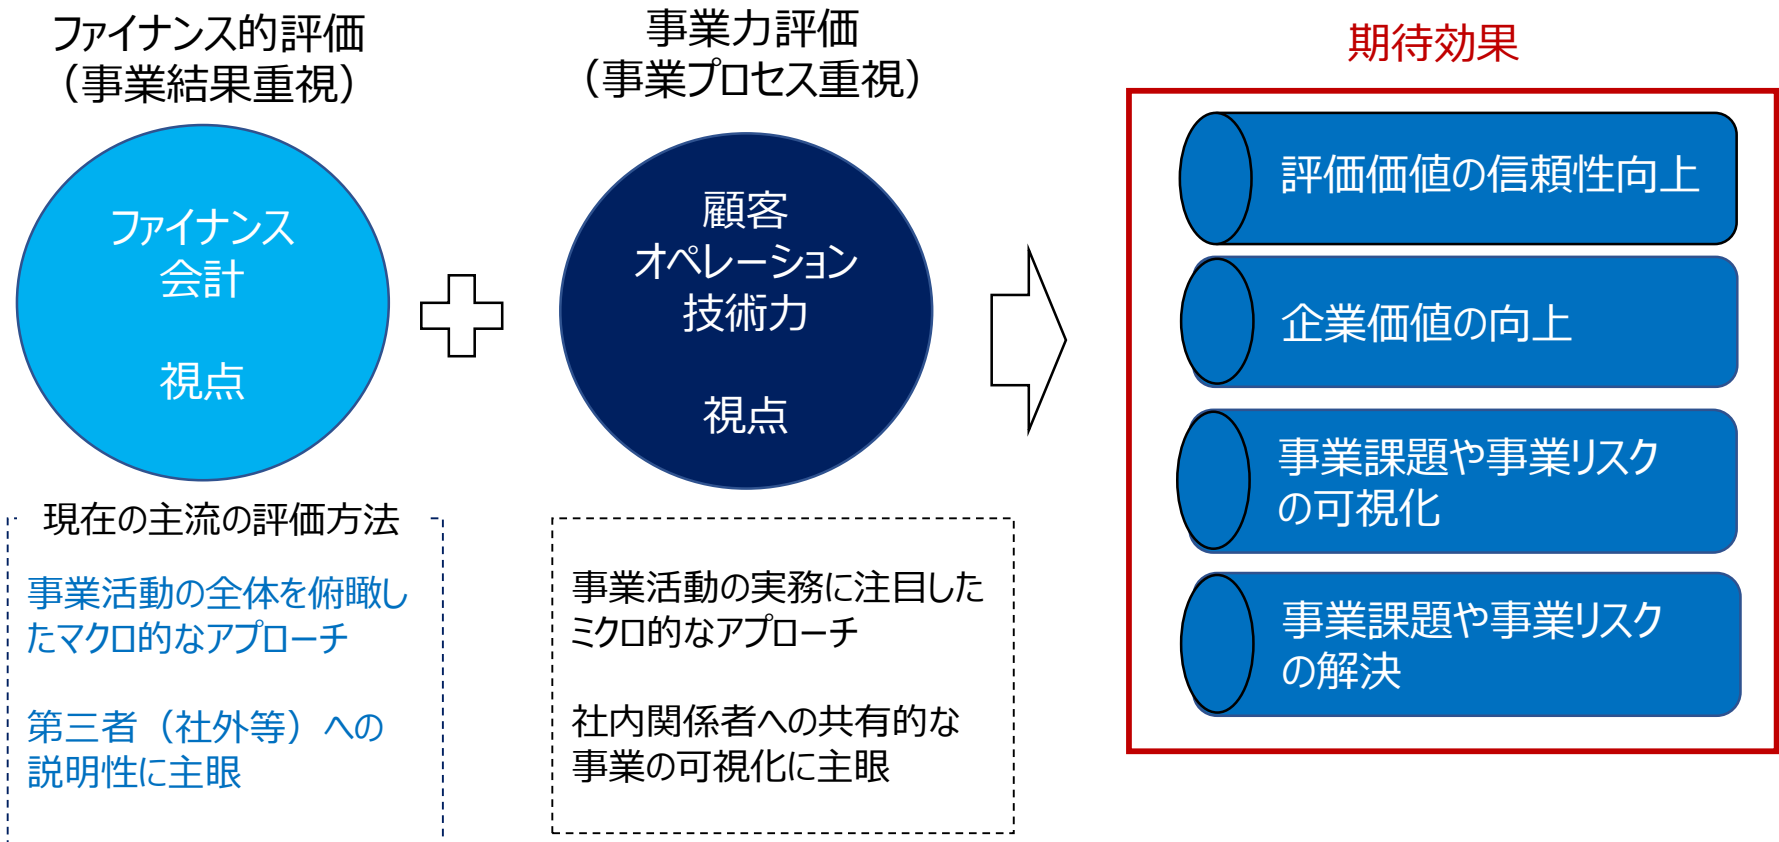 ファイナンス的評価
（事業結果重視）
ファイナンス
会計
視点
現在の主流の評価方法
事業活動の全体を俯瞰し
たマクロ的なアプローチ
第三者（社外等）への
説明性に主眼
事業力評価
（事業プロセス重視）
顧客
オペレーション
技術力
視点
事業活動の実務に注目した
ミクロ的なアプローチ
社内関係者への共有的な
事業の可視化に主眼
期待効果
評価価値の信頼性向上
企業価値の向上
事業課題や事業リスク
の可視化
事業課題や事業リスク
の解決